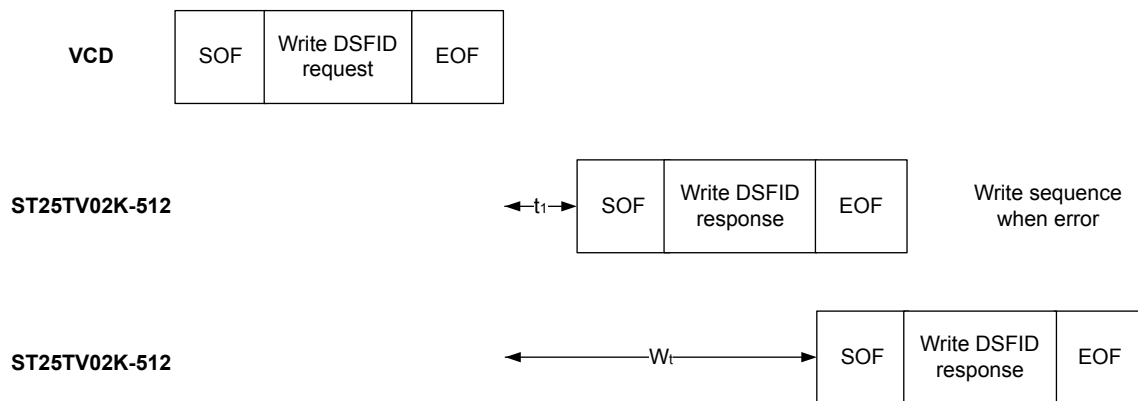 VCD
SOF
Write DSFID
request
EOF
ST25TV02K-512
t1
SOF
Write DSFID
response
EOF
Write sequence
when error
ST25TV02K-512
Wt
SOF
Write DSFID
response
EOF